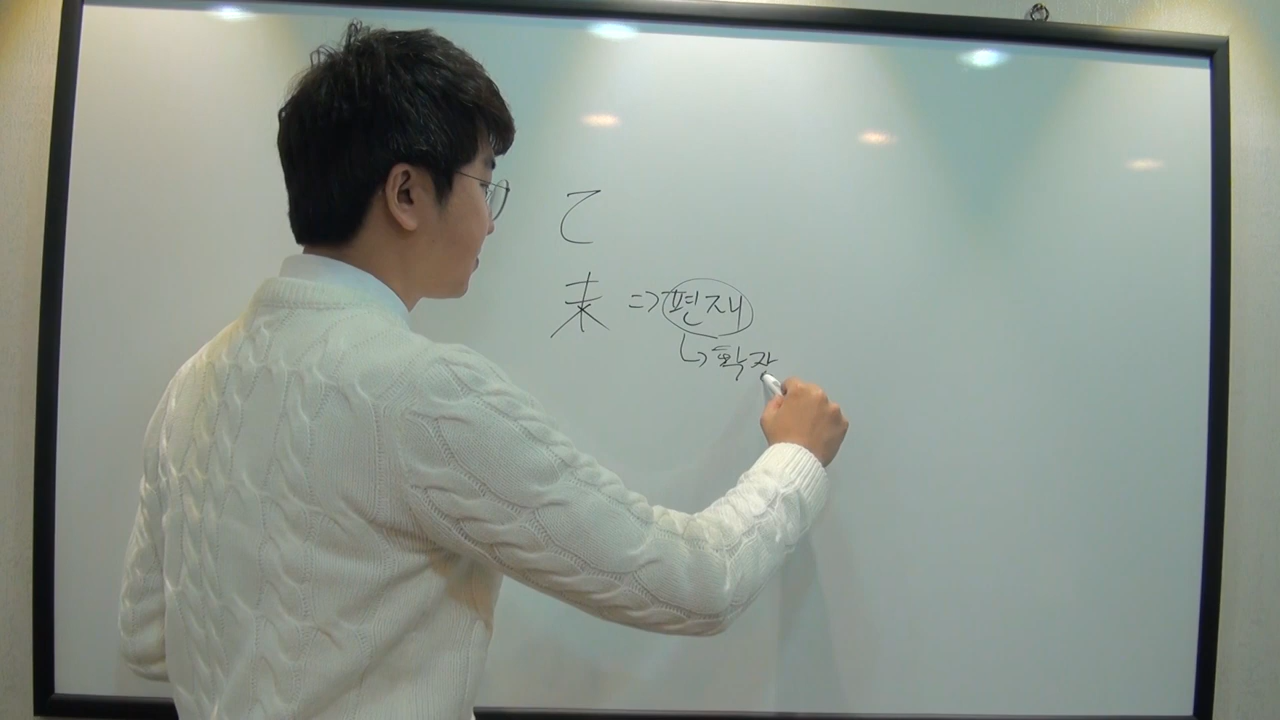 乙
未 => 편재
↳ 확장